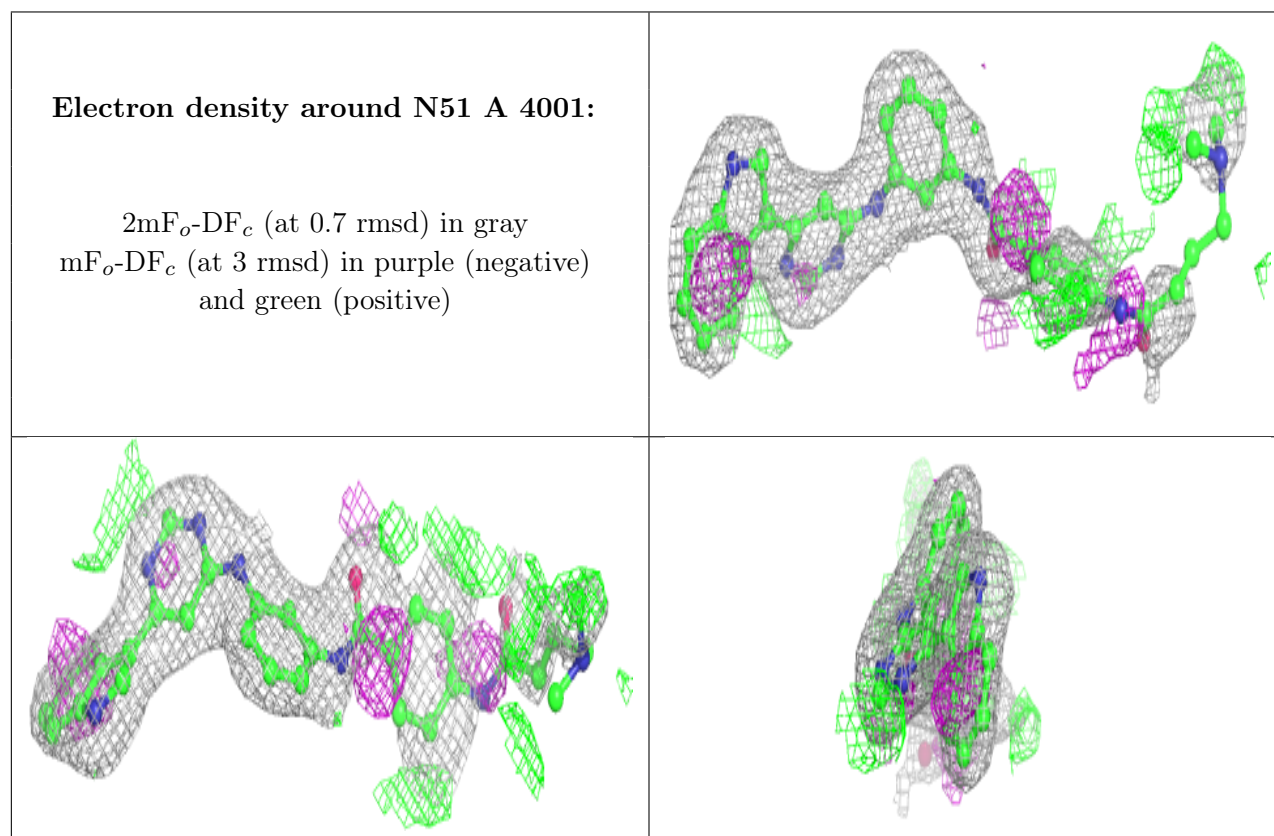 Electron density around N51 A 4001:
2mFo-DFc (at 0.7 rmsd) in gray
mFo-DFc (at 3 rmsd) in purple (negative)
and green (positive)